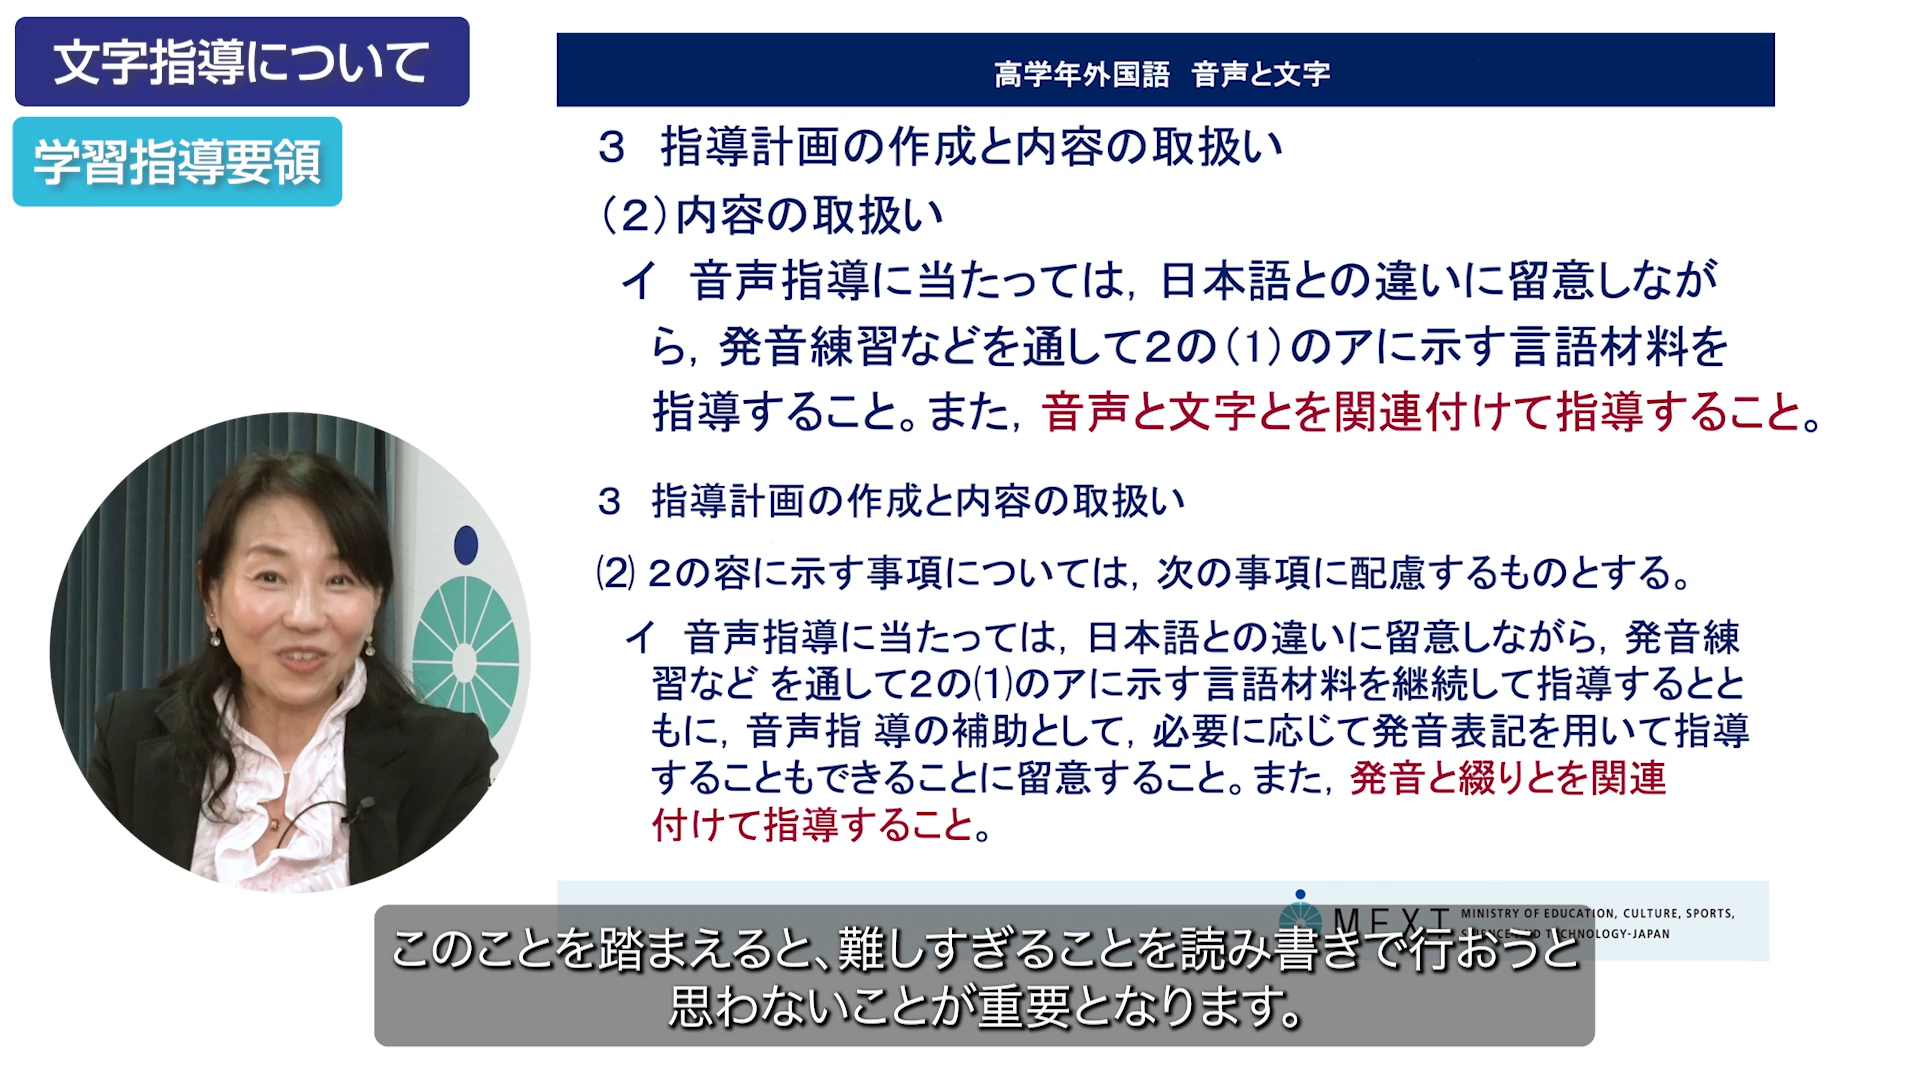 文字指導について
学習指導要領
高学年外国語　音声と文字
３　指導計画の作成と内容の取扱い
（２）内容の取扱い
イ　音声指導に当たっては，日本語との違いに留意しなが
ら，発音練習などを通して２の（１）のアに示す言語材料を
指導すること。また，音声と文字とを関連付けて指導すること。
３　指導計画の作成と内容の取扱い
⑵ ２の容に示す事項については，次の事項に配慮するものとする。
イ　音声指導に当たっては，日本語との違いに留意しながら，発音練
習など を通して２の⑴のアに示す言語材料を継続して指導するとと
もに，音声指 導の補助として，必要に応じて発音表記を用いて指導
することもできることに留意すること。また，発音と綴りとを関連
付けて指導すること。
MEXT
MINISTRY OF EDUCATION, CULTURE, SPORTS,
SCIENCE AND TECHNOLOGY-JAPAN
このことを踏まえると、難しすぎることを読み書きで行おうと
思わないことが重要となります。